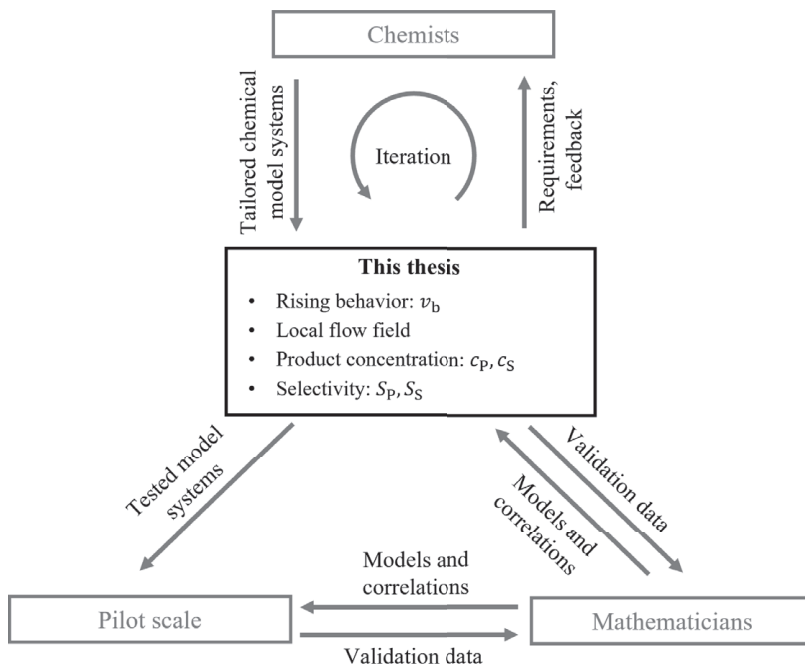 Chemists
Tailored chemical
model systems
Iteration
Requirements,
feedback
This thesis
• Rising behavior: v_b
• Local flow field
• Product concentration: c_P, c_S
• Selectivity: S_P, S_S
Tested model
systems
Validation data
Models and
correlations
Models and
correlations
Pilot scale
Mathematicians
Validation data